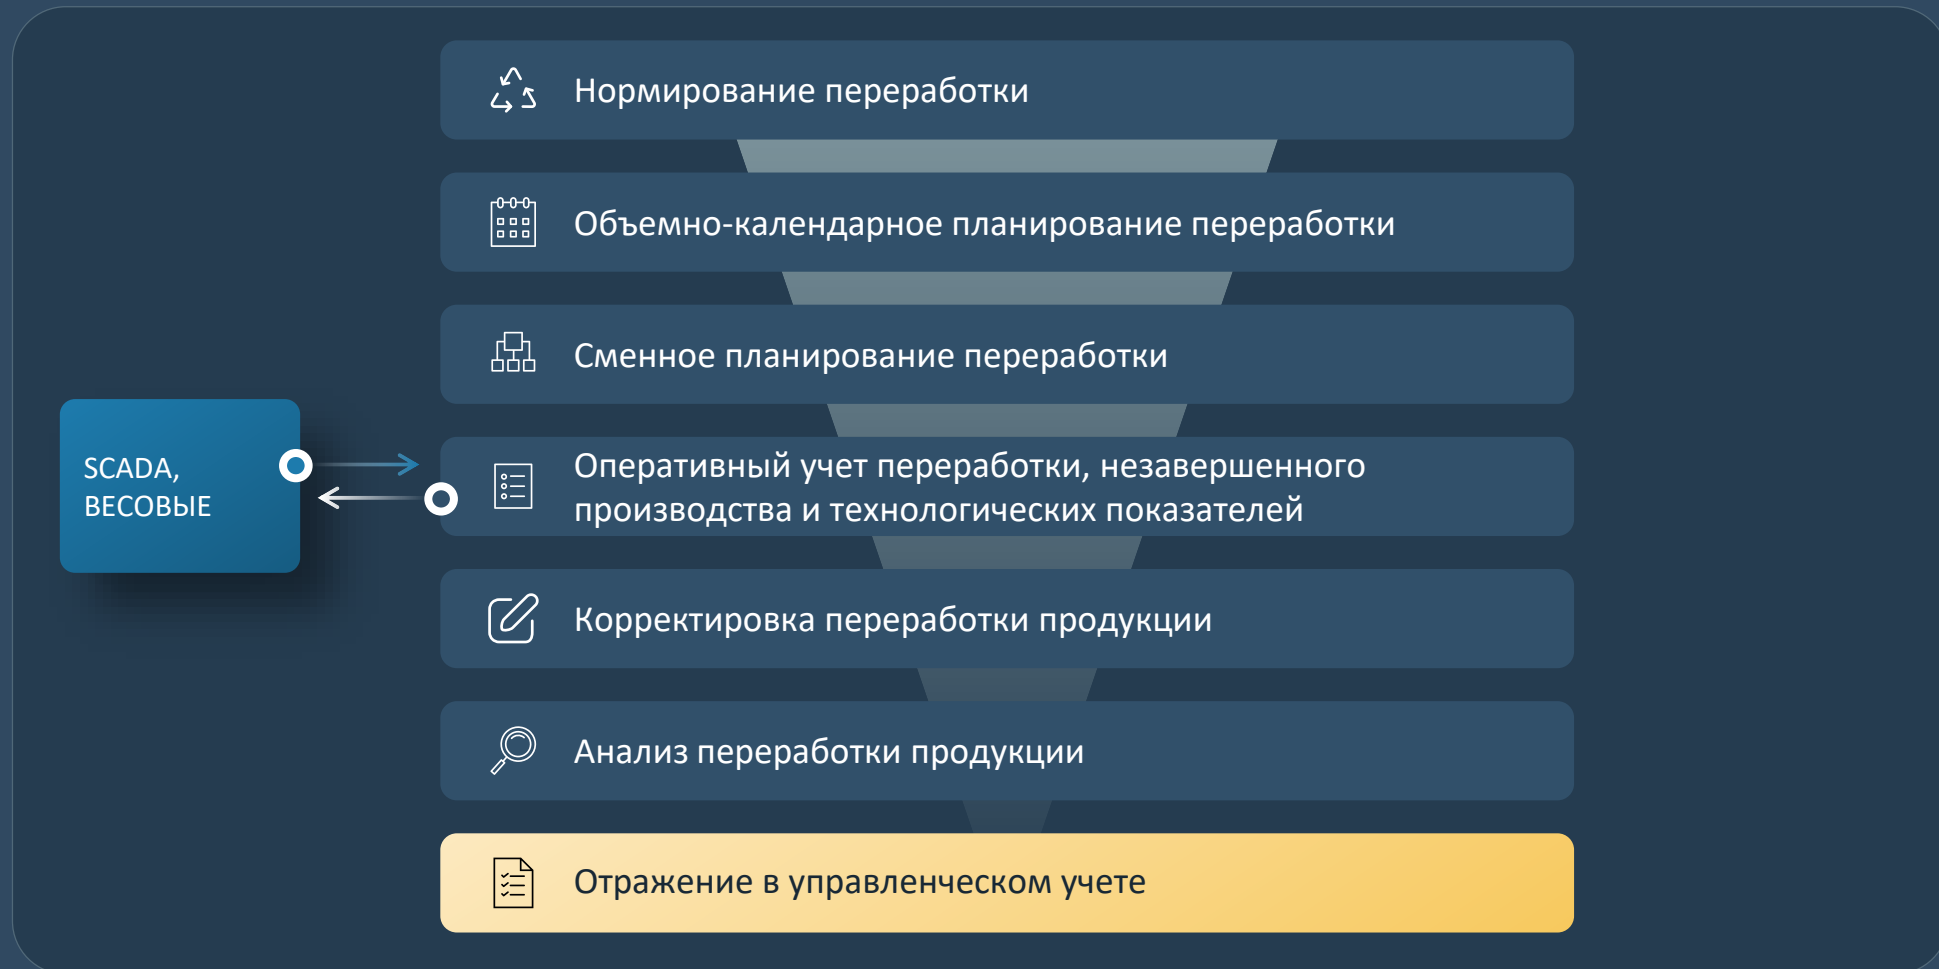 Нормирование переработки
Объемно-календарное планирование переработки
Сменное планирование переработки
SCADA,
ВЕСОВЫЕ
Оперативный учет переработки, незавершенного
производства и технологических показателей
Корректировка переработки продукции
Анализ переработки продукции
Отражение в управленческом учете